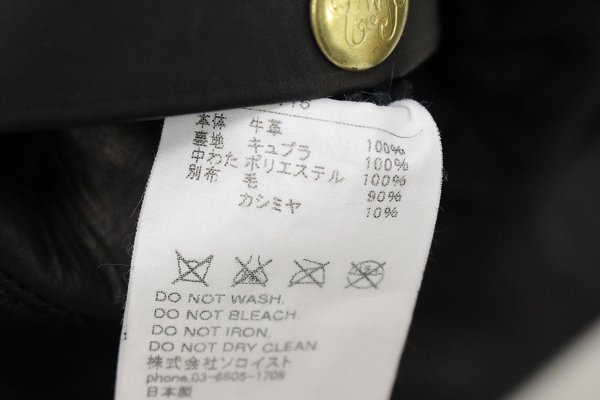 本体 牛革 100%
裏地 キュプラ 100%
中わた ポリエステル 100%
別布 毛 90%
カシミヤ 10%
DO NOT WASH.
DO NOT BLEACH.
DO NOT IRON.
DO NOT DRY CLEAN
株式会社ソロイスト
phone.03-6805-1709
日本製